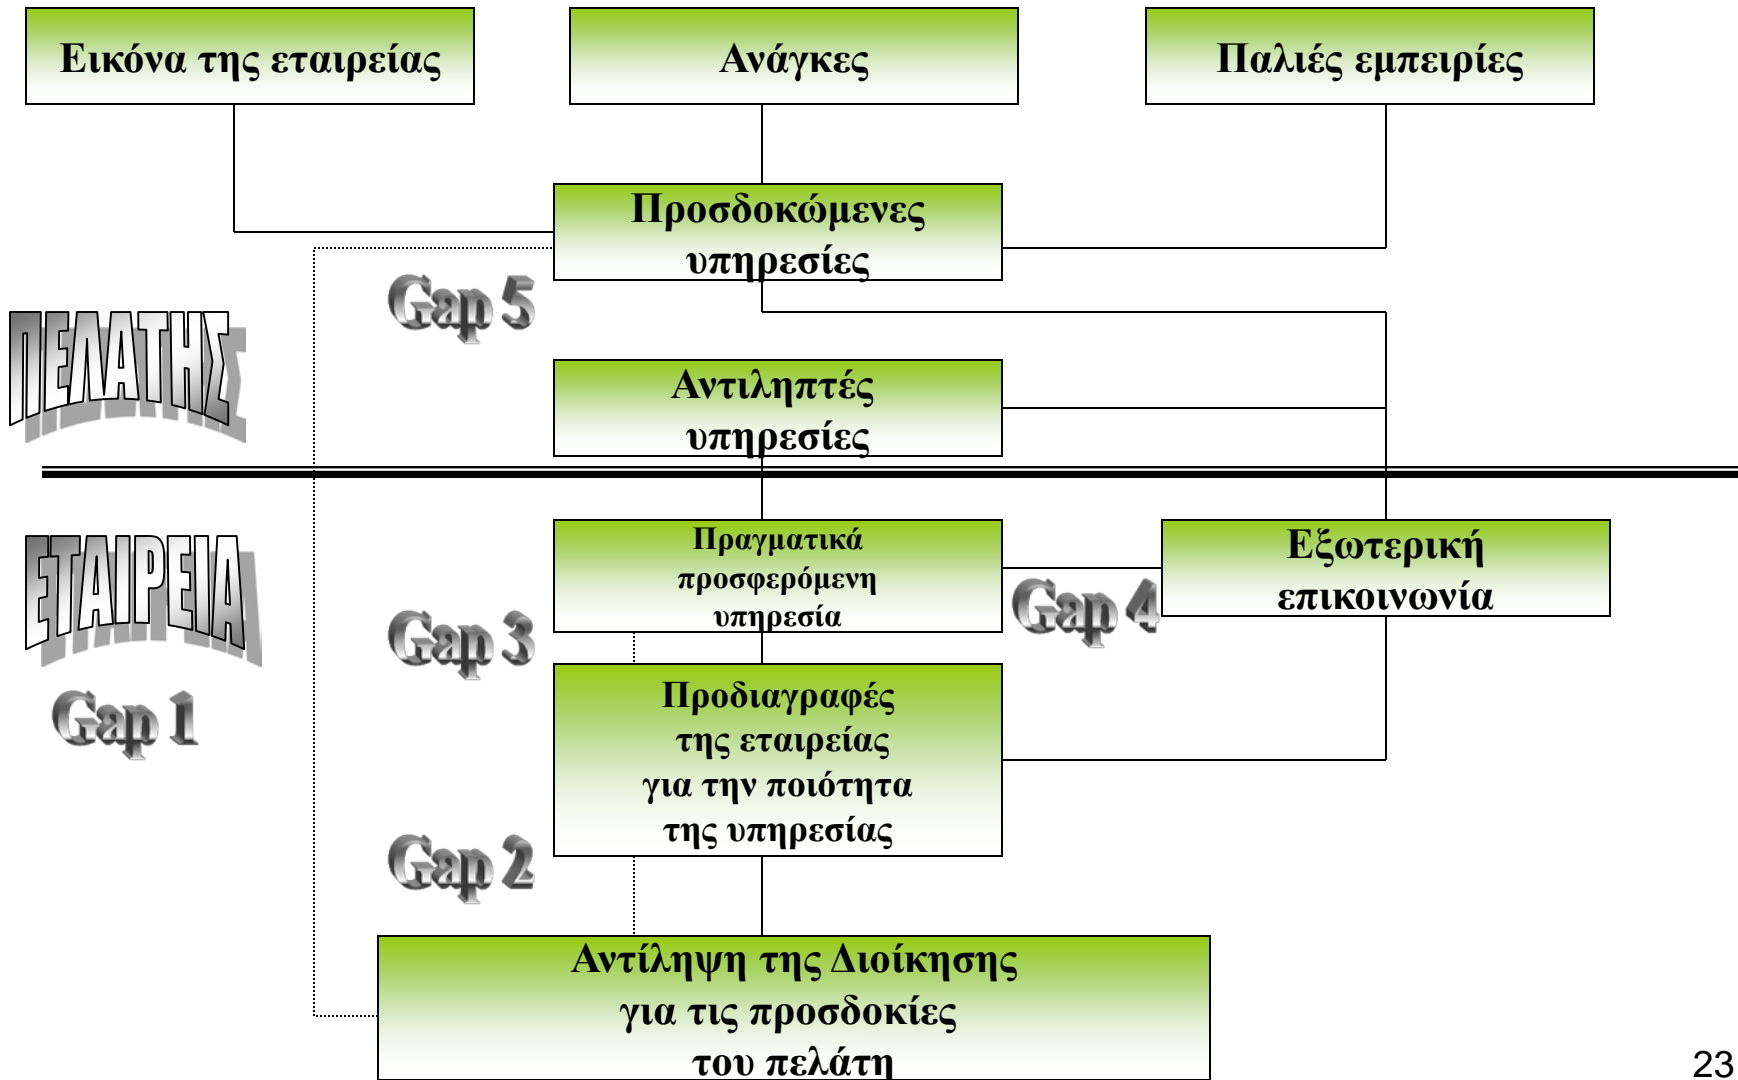 Εικόνα της εταιρείας
Ανάγκες
Παλιές εμπειρίες
Προσδοκώμενες
υπηρεσίες
Gap 5
ΠΕΛΑΤΗΣ
Αντιληπτές
υπηρεσίες
ΕΤΑΙΡΕΙΑ
Πραγματικά
προσφερόμενη
υπηρεσία
Εξωτερική
επικοινωνία
Gap 4
Gap 3
Gap 1
Προδιαγραφές
της εταιρείας
για την ποιότητα
της υπηρεσίας
Gap 2
Αντίληψη της Διοίκησης
για τις προσδοκίες
του πελάτη
23